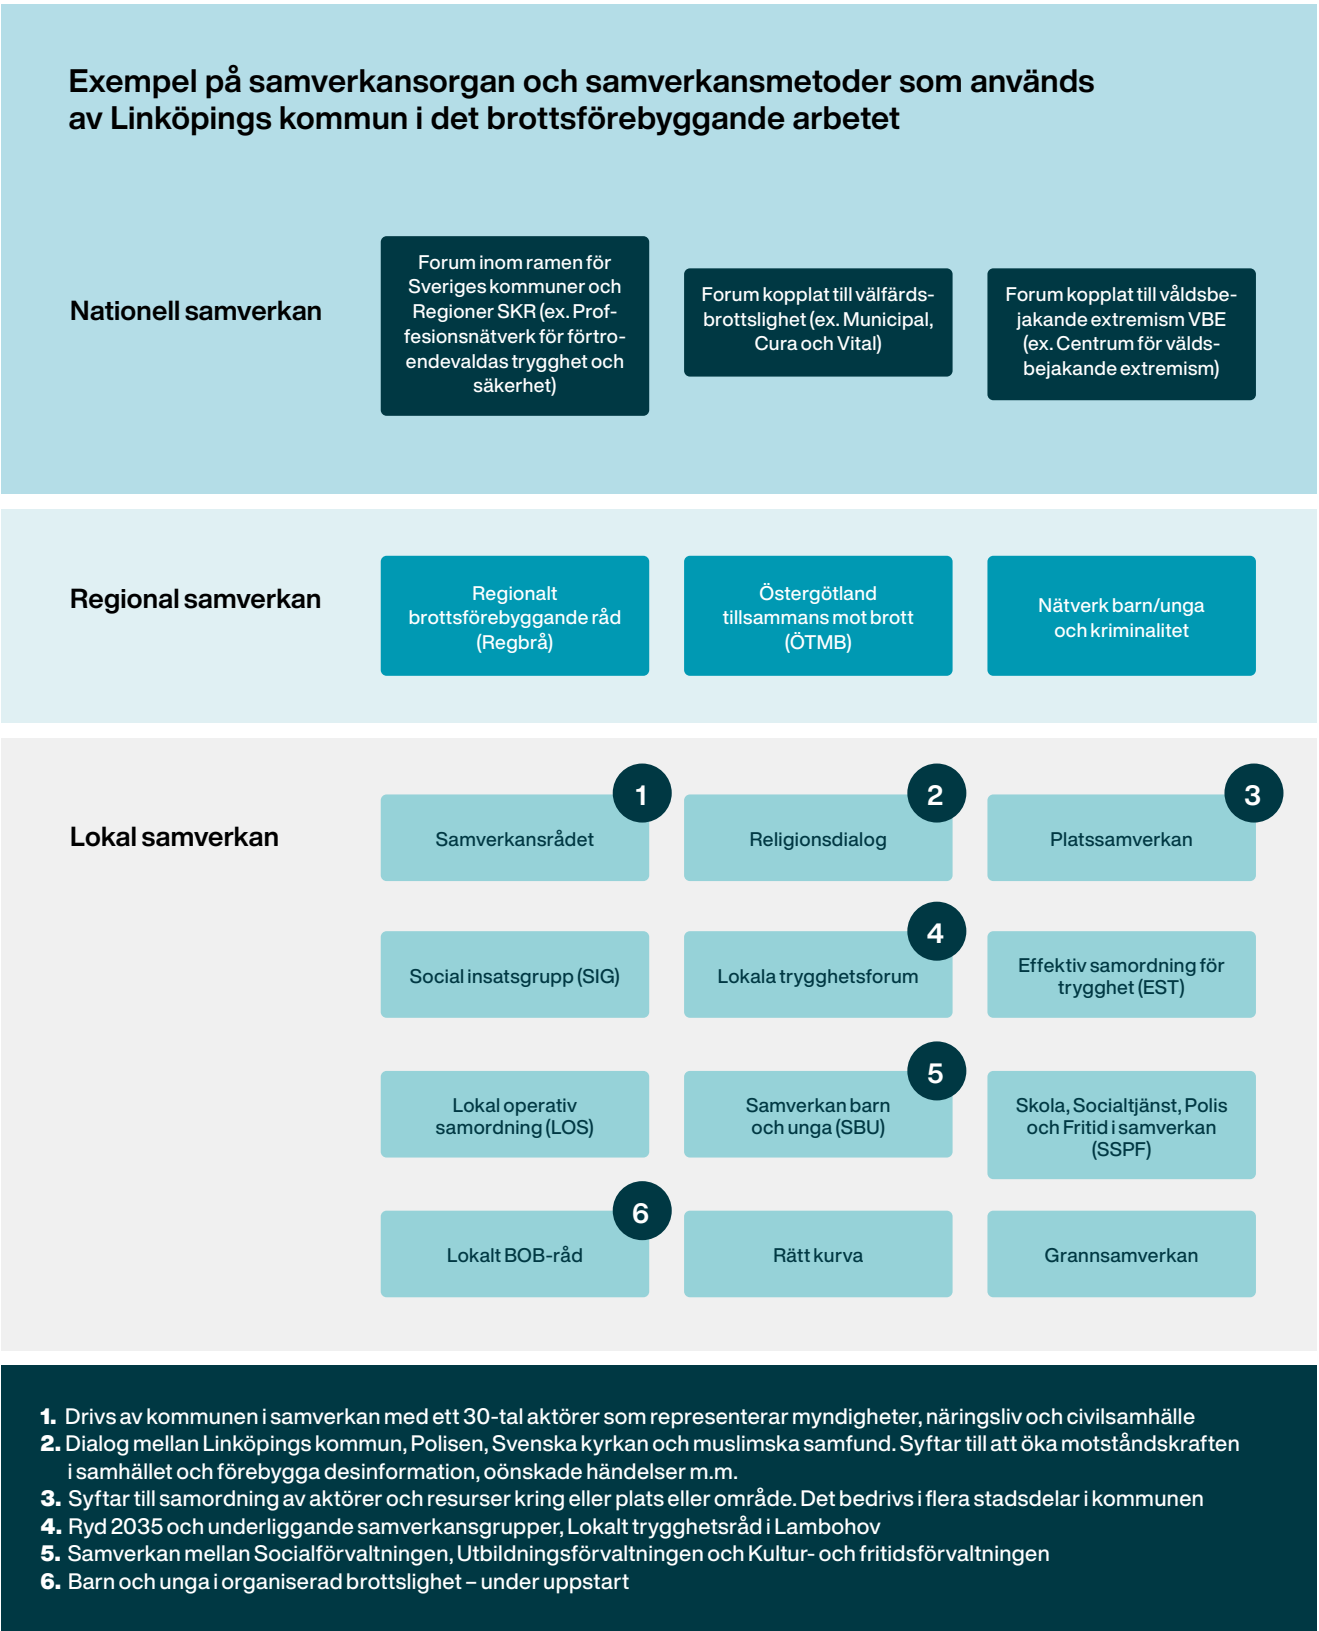 Exempel på samverkansorgan och samverkansmetoder som används
av Linköpings kommun i det brottsförebyggande arbetet
Nationell samverkan
Forum inom ramen för
Sveriges kommuner och
Regioner SKR (ex. Prof-
fesionsnätverk för förtro-
endevaldas trygghet och
säkerhet)
Forum kopplat till välfärds-
brottslighet (ex. Municipal,
Cura och Vital)
Forum kopplat till våldsbe-
jakande extremism VBE
(ex. Centrum för välds-
bejakande extremism)
Regional samverkan
Regionalt
brottsförebyggande råd
(Regbrå)
Östergötland
tillsammans mot brott
(ÖTMB)
Nätverk barn/unga
och kriminalitet
Lokal samverkan
1
Samverkansrådet
2
Religionsdialog
3
Platssamverkan
Social insatsgrupp (SIG)
4
Lokala trygghetsforum
Effektiv samordning för
trygghet (EST)
Lokal operativ
samordning (LOS)
5
Samverkan barn
och unga (SBU)
Skola, Socialtjänst, Polis
och Fritid i samverkan
(SSPF)
6
Lokalt BOB-råd
Rätt kurva
Grannsamverkan
1. Drivs av kommunen i samverkan med ett 30-tal aktörer som representerar myndigheter, näringsliv och civilsamhälle
2. Dialog mellan Linköpings kommun, Polisen, Svenska kyrkan och muslimska samfund. Syftar till att öka motståndskraften
i samhället och förebygga desinformation, oönskade händelser m.m.
3. Syftar till samordning av aktörer och resurser kring eller plats eller område. Det bedrivs i flera stadsdelar i kommunen
4. Ryd 2035 och underliggande samverkansgrupper, Lokalt trygghetsråd i Lambohov
5. Samverkan mellan Socialförvaltningen, Utbildningsförvaltningen och Kultur- och fritidsförvaltningen
6. Barn och unga i organiserad brottslighet – under uppstart